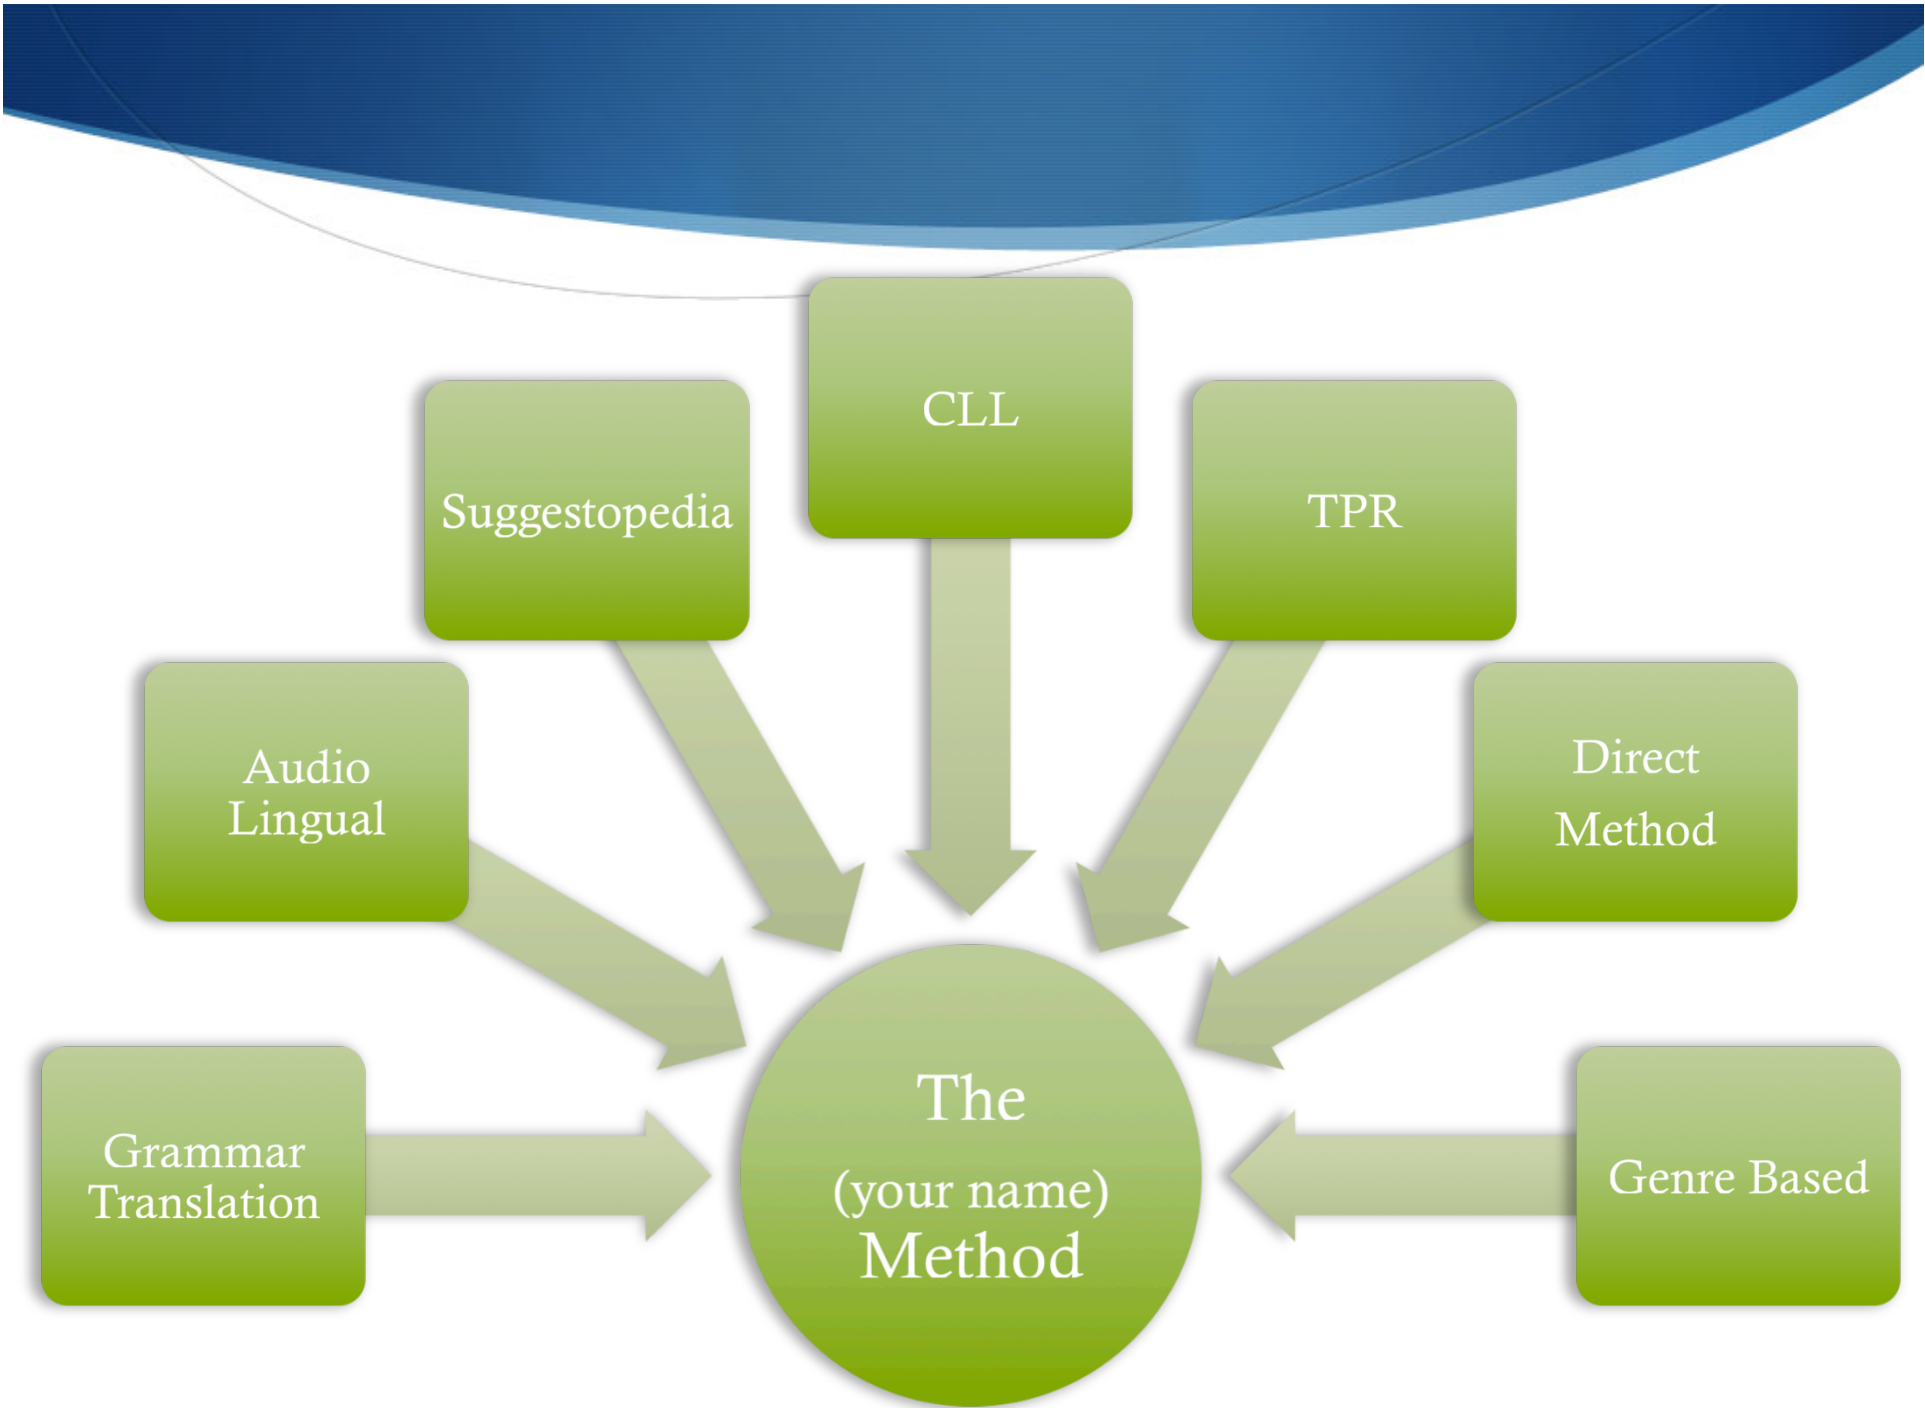 CLL
Suggestopedia
TPR
Audio
Lingual
Direct
Method
Grammar
Translation
The
(your name)
Method
Genre Based